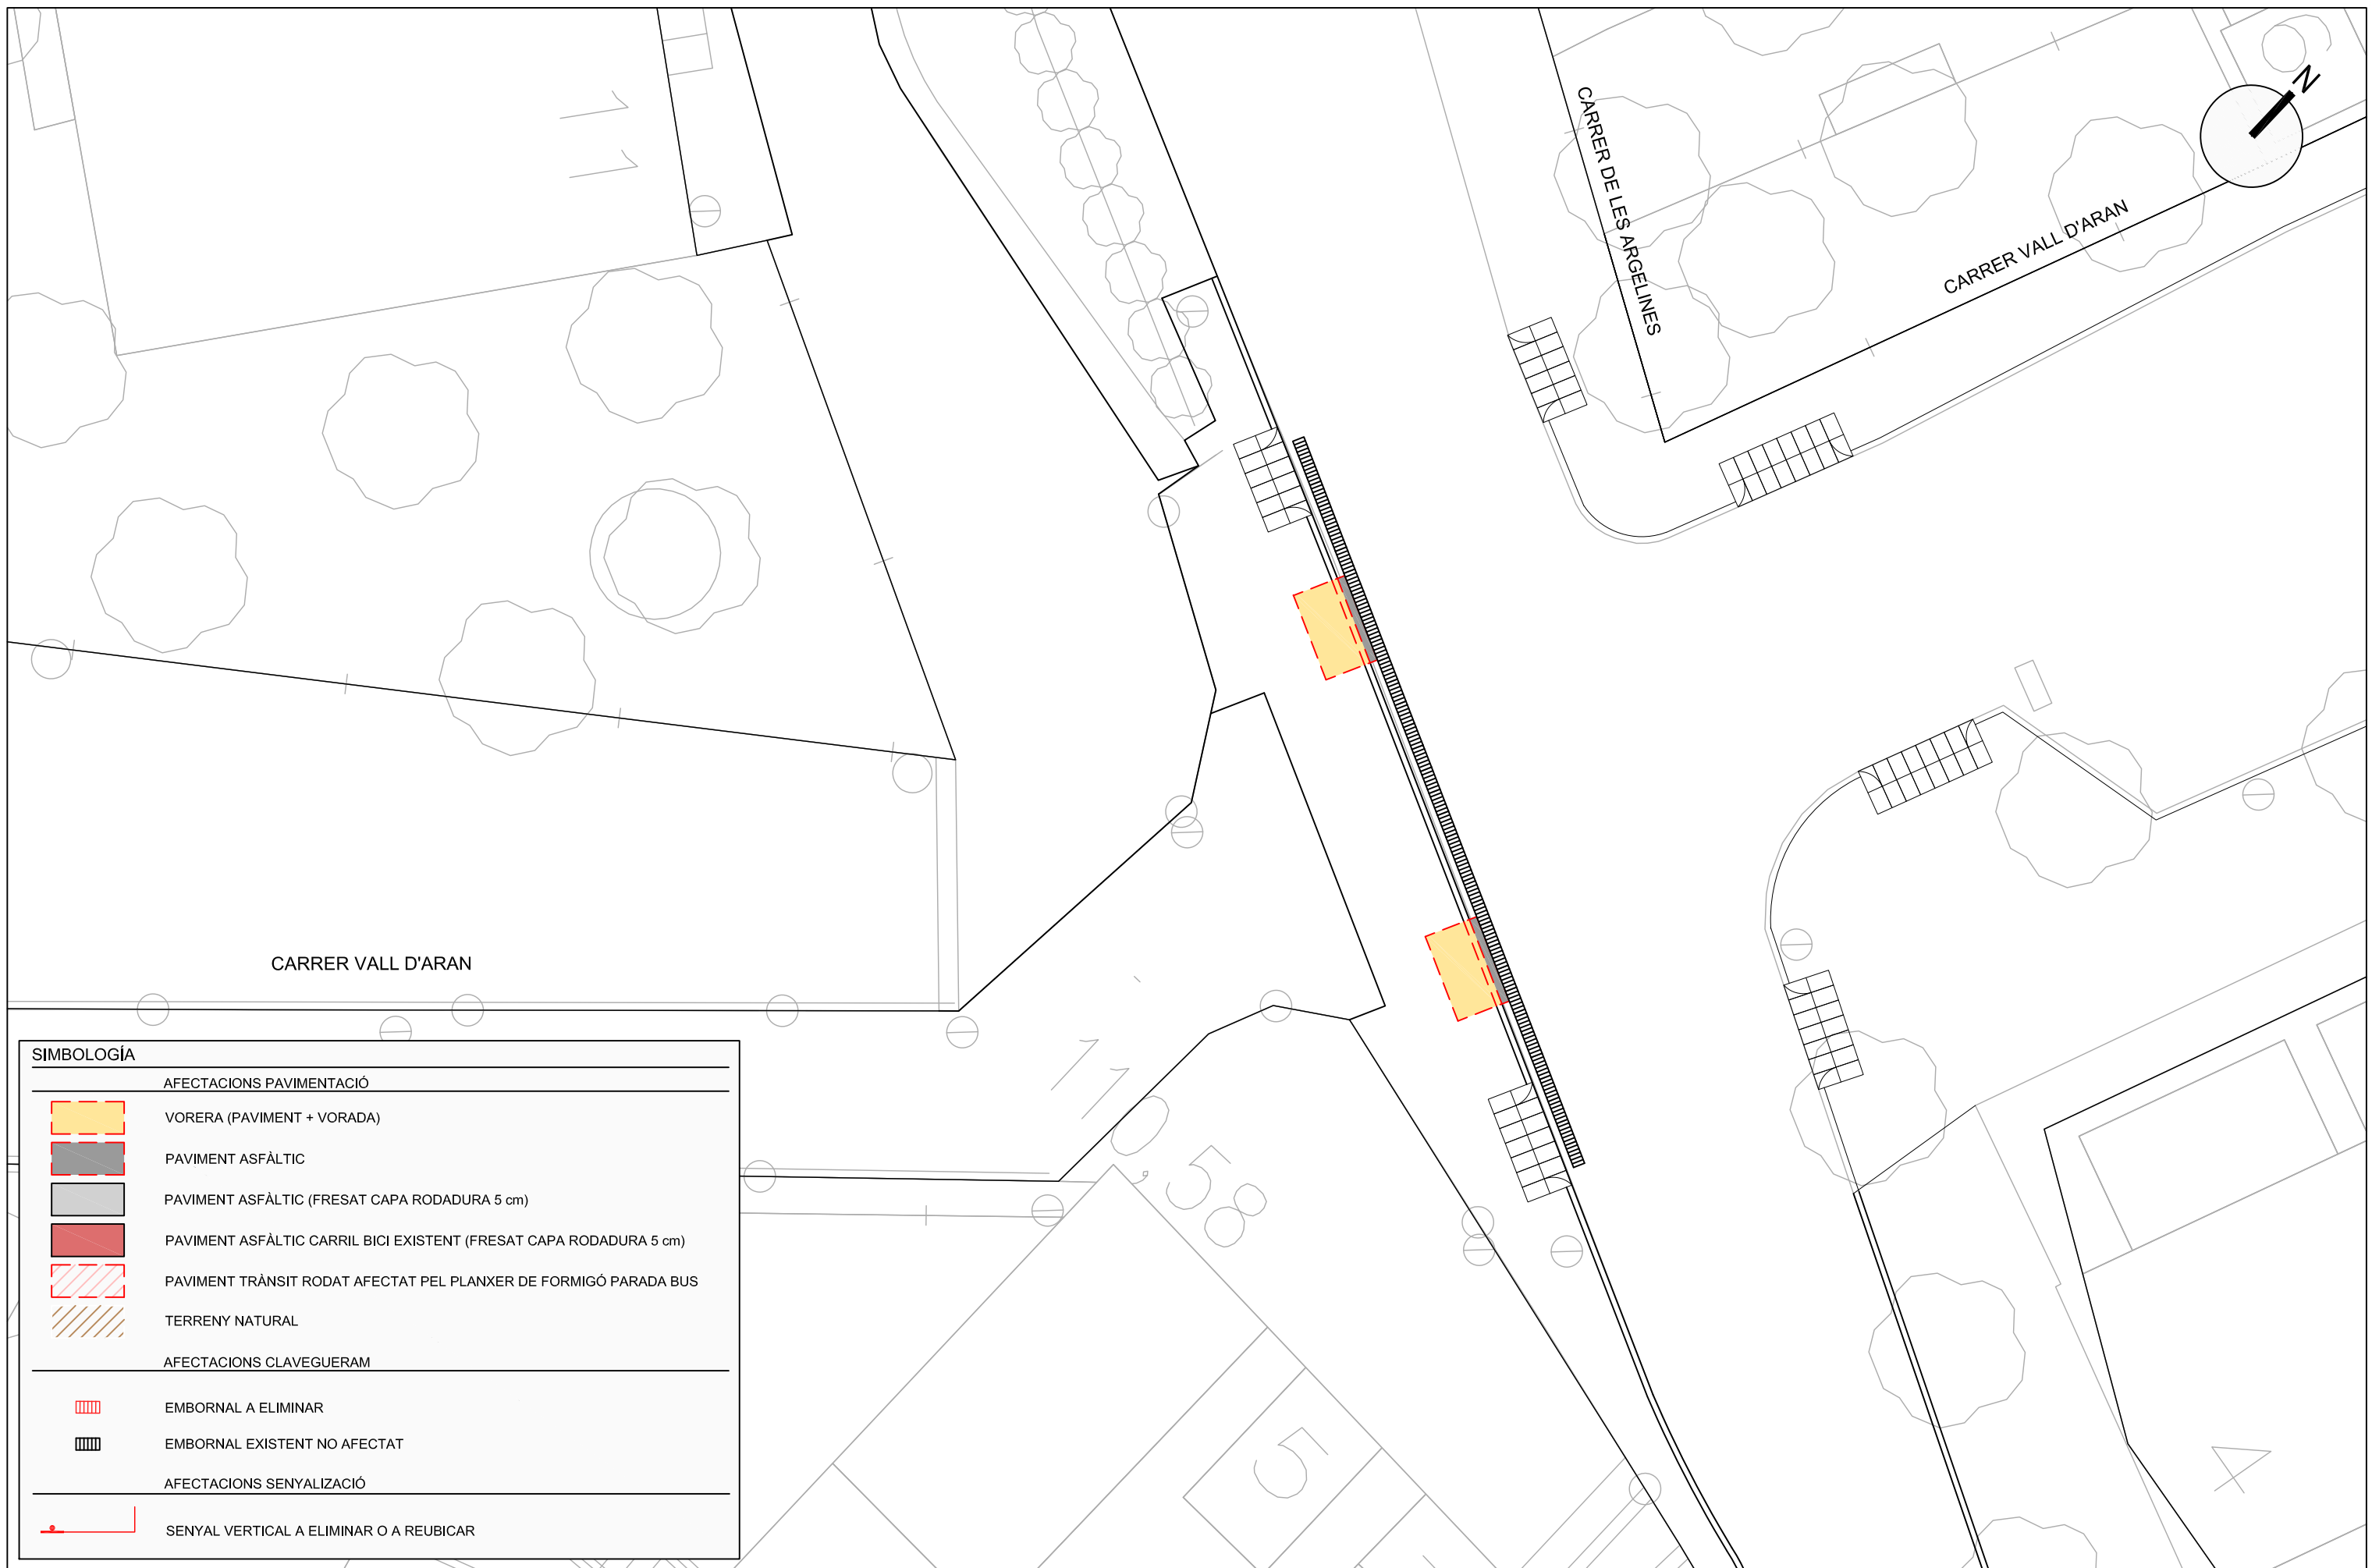 N
CARRER DE LES ARGELINES
CARRER VALL D'ARAN
11
CARRER VALL D'ARAN
110.58
5
4
SIMBOLOGÍA
AFECTACIONS PAVIMENTACIÓ
VORERA (PAVIMENT + VORADA)
PAVIMENT ASFÀLTIC
PAVIMENT ASFÀLTIC (FRESAT CAPA RODADURA 5 cm)
PAVIMENT ASFÀLTIC CARRIL BICI EXISTENT (FRESAT CAPA RODADURA 5 cm)
PAVIMENT TRÀNSIT RODAT AFECTAT PEL PLANXER DE FORMIGÓ PARADA BUS
TERRENY NATURAL
AFECTACIONS CLAVEGUERAM
EMBORNAL A ELIMINAR
EMBORNAL EXISTENT NO AFECTAT
AFECTACIONS SENYALIZACIÓ
SENYAL VERTICAL A ELIMINAR O A REUBICAR